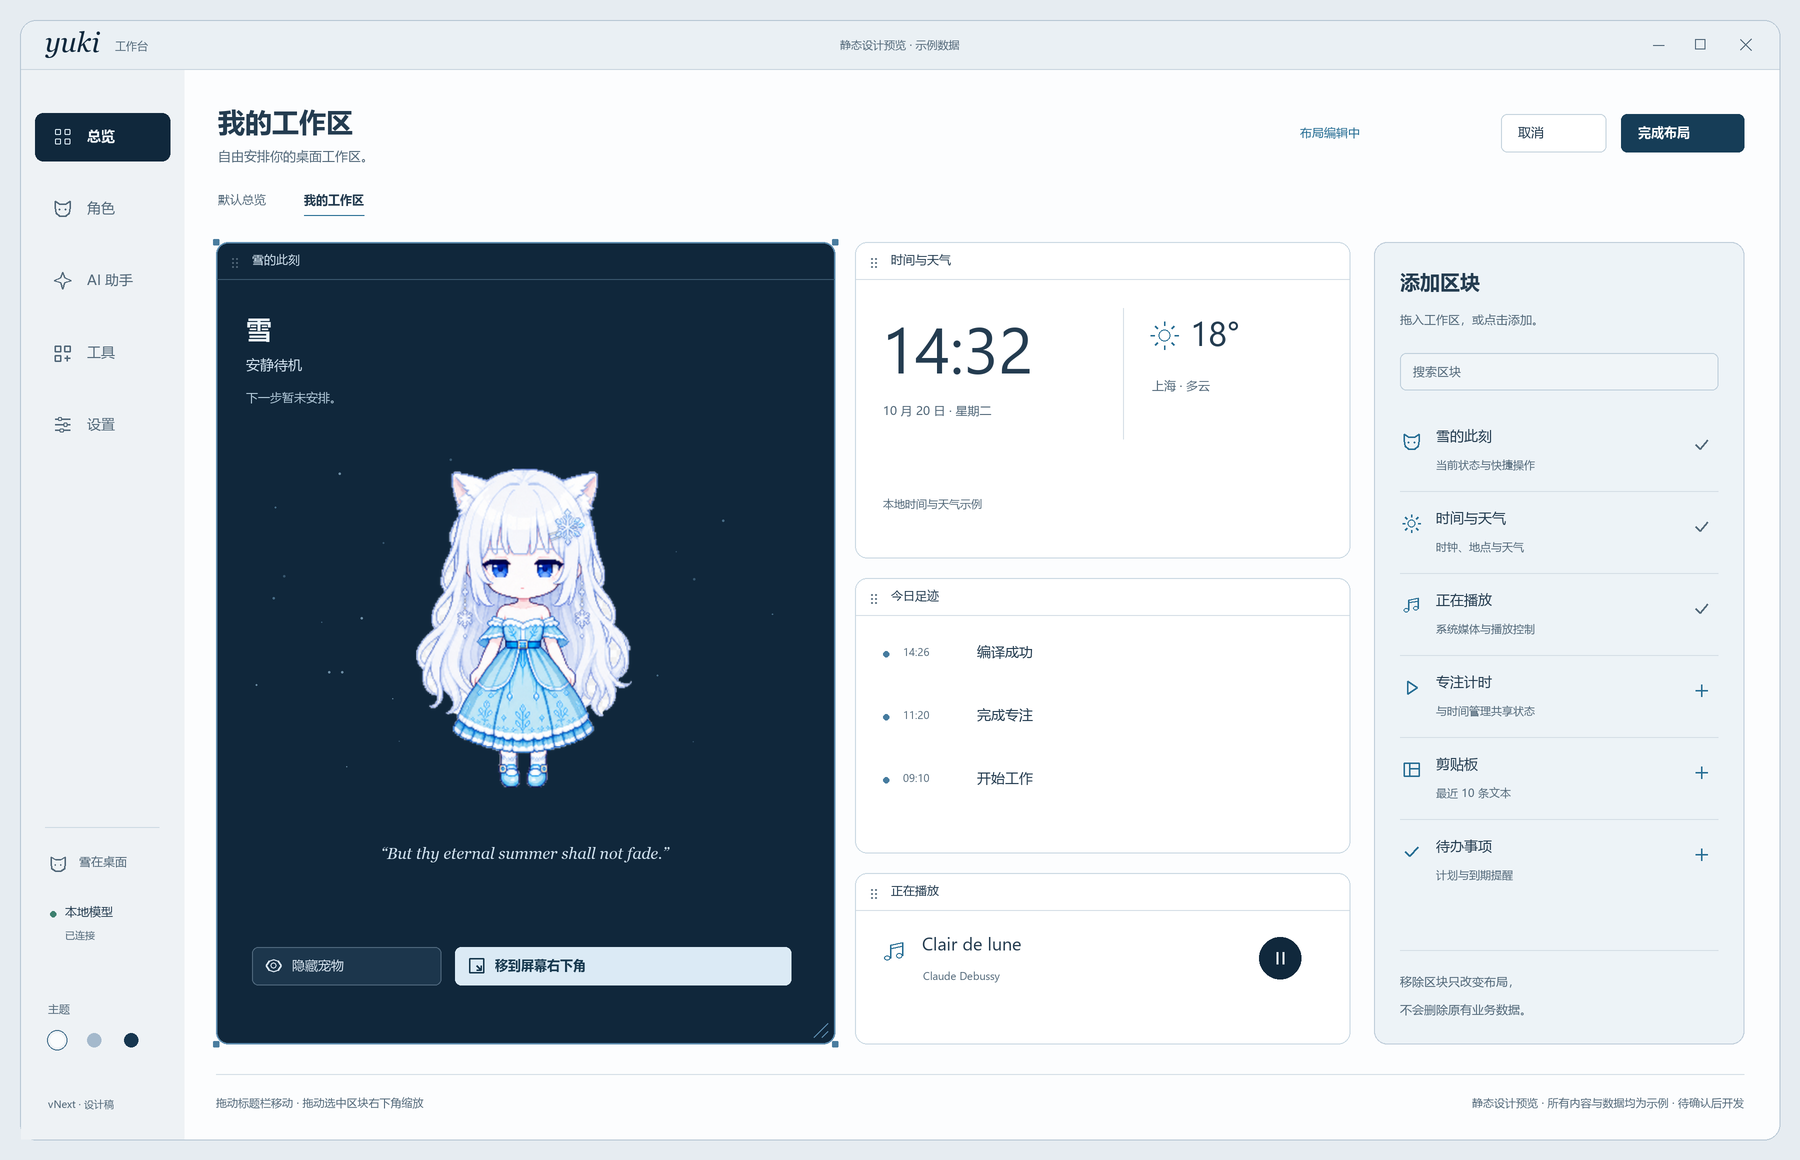 yuki 工作台
静态设计预览 · 示例数据
总览
角色
AI 助手
工具
设置
雪在桌面
本地模型
已连接
主题
vNext · 设计稿
我的工作区
自由安排你的桌面工作区。
布局编辑中
取消
完成布局
默认总览
我的工作区
雪的此刻
雪
安静待机
下一步暂未安排。
“But thy eternal summer shall not fade.”
隐藏宠物
移到屏幕右下角
时间与天气
14:32
10 月 20 日 · 星期二
18°
上海 · 多云
本地时间与天气示例
今日足迹
14:26 编译成功
11:20 完成专注
09:10 开始工作
正在播放
Clair de lune
Claude Debussy
添加区块
拖入工作区，或点击添加。
搜索区块
雪的此刻
当前状态与快捷操作
时间与天气
时钟、地点与天气
正在播放
系统媒体与播放控制
专注计时
与时间管理共享状态
剪贴板
最近 10 条文本
待办事项
计划与到期提醒
移除区块只改变布局，
不会删除原有业务数据。
拖动标题栏移动 · 拖动选中区块右下角缩放
静态设计预览 · 所有内容与数据均为示例 · 待确认后开发